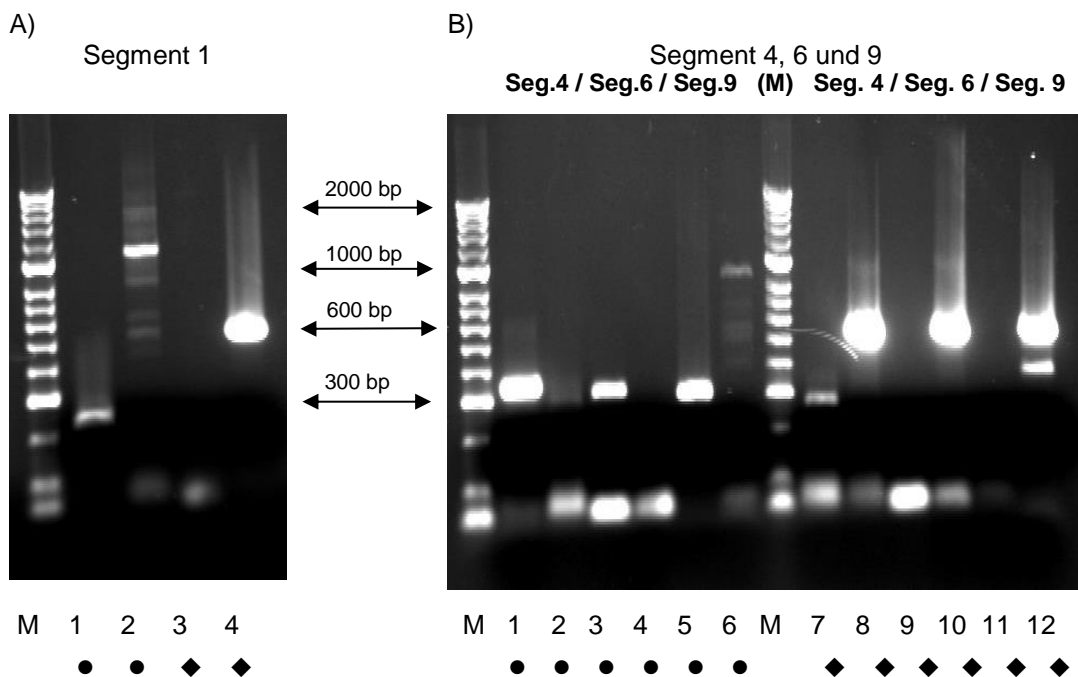 A)
Segment 1
B)
Segment 4, 6 und 9
Seg.4 / Seg.6 / Seg.9 (M) Seg. 4 / Seg. 6 / Seg. 9
2000 bp
1000 bp
600 bp
300 bp
M 1 2 3 4
● ● ◆ ◆
M 1 2 3 4 5 6 M 7 8 9 10 11 12
● ● ● ● ● ● ◆ ◆ ◆ ◆ ◆ ◆